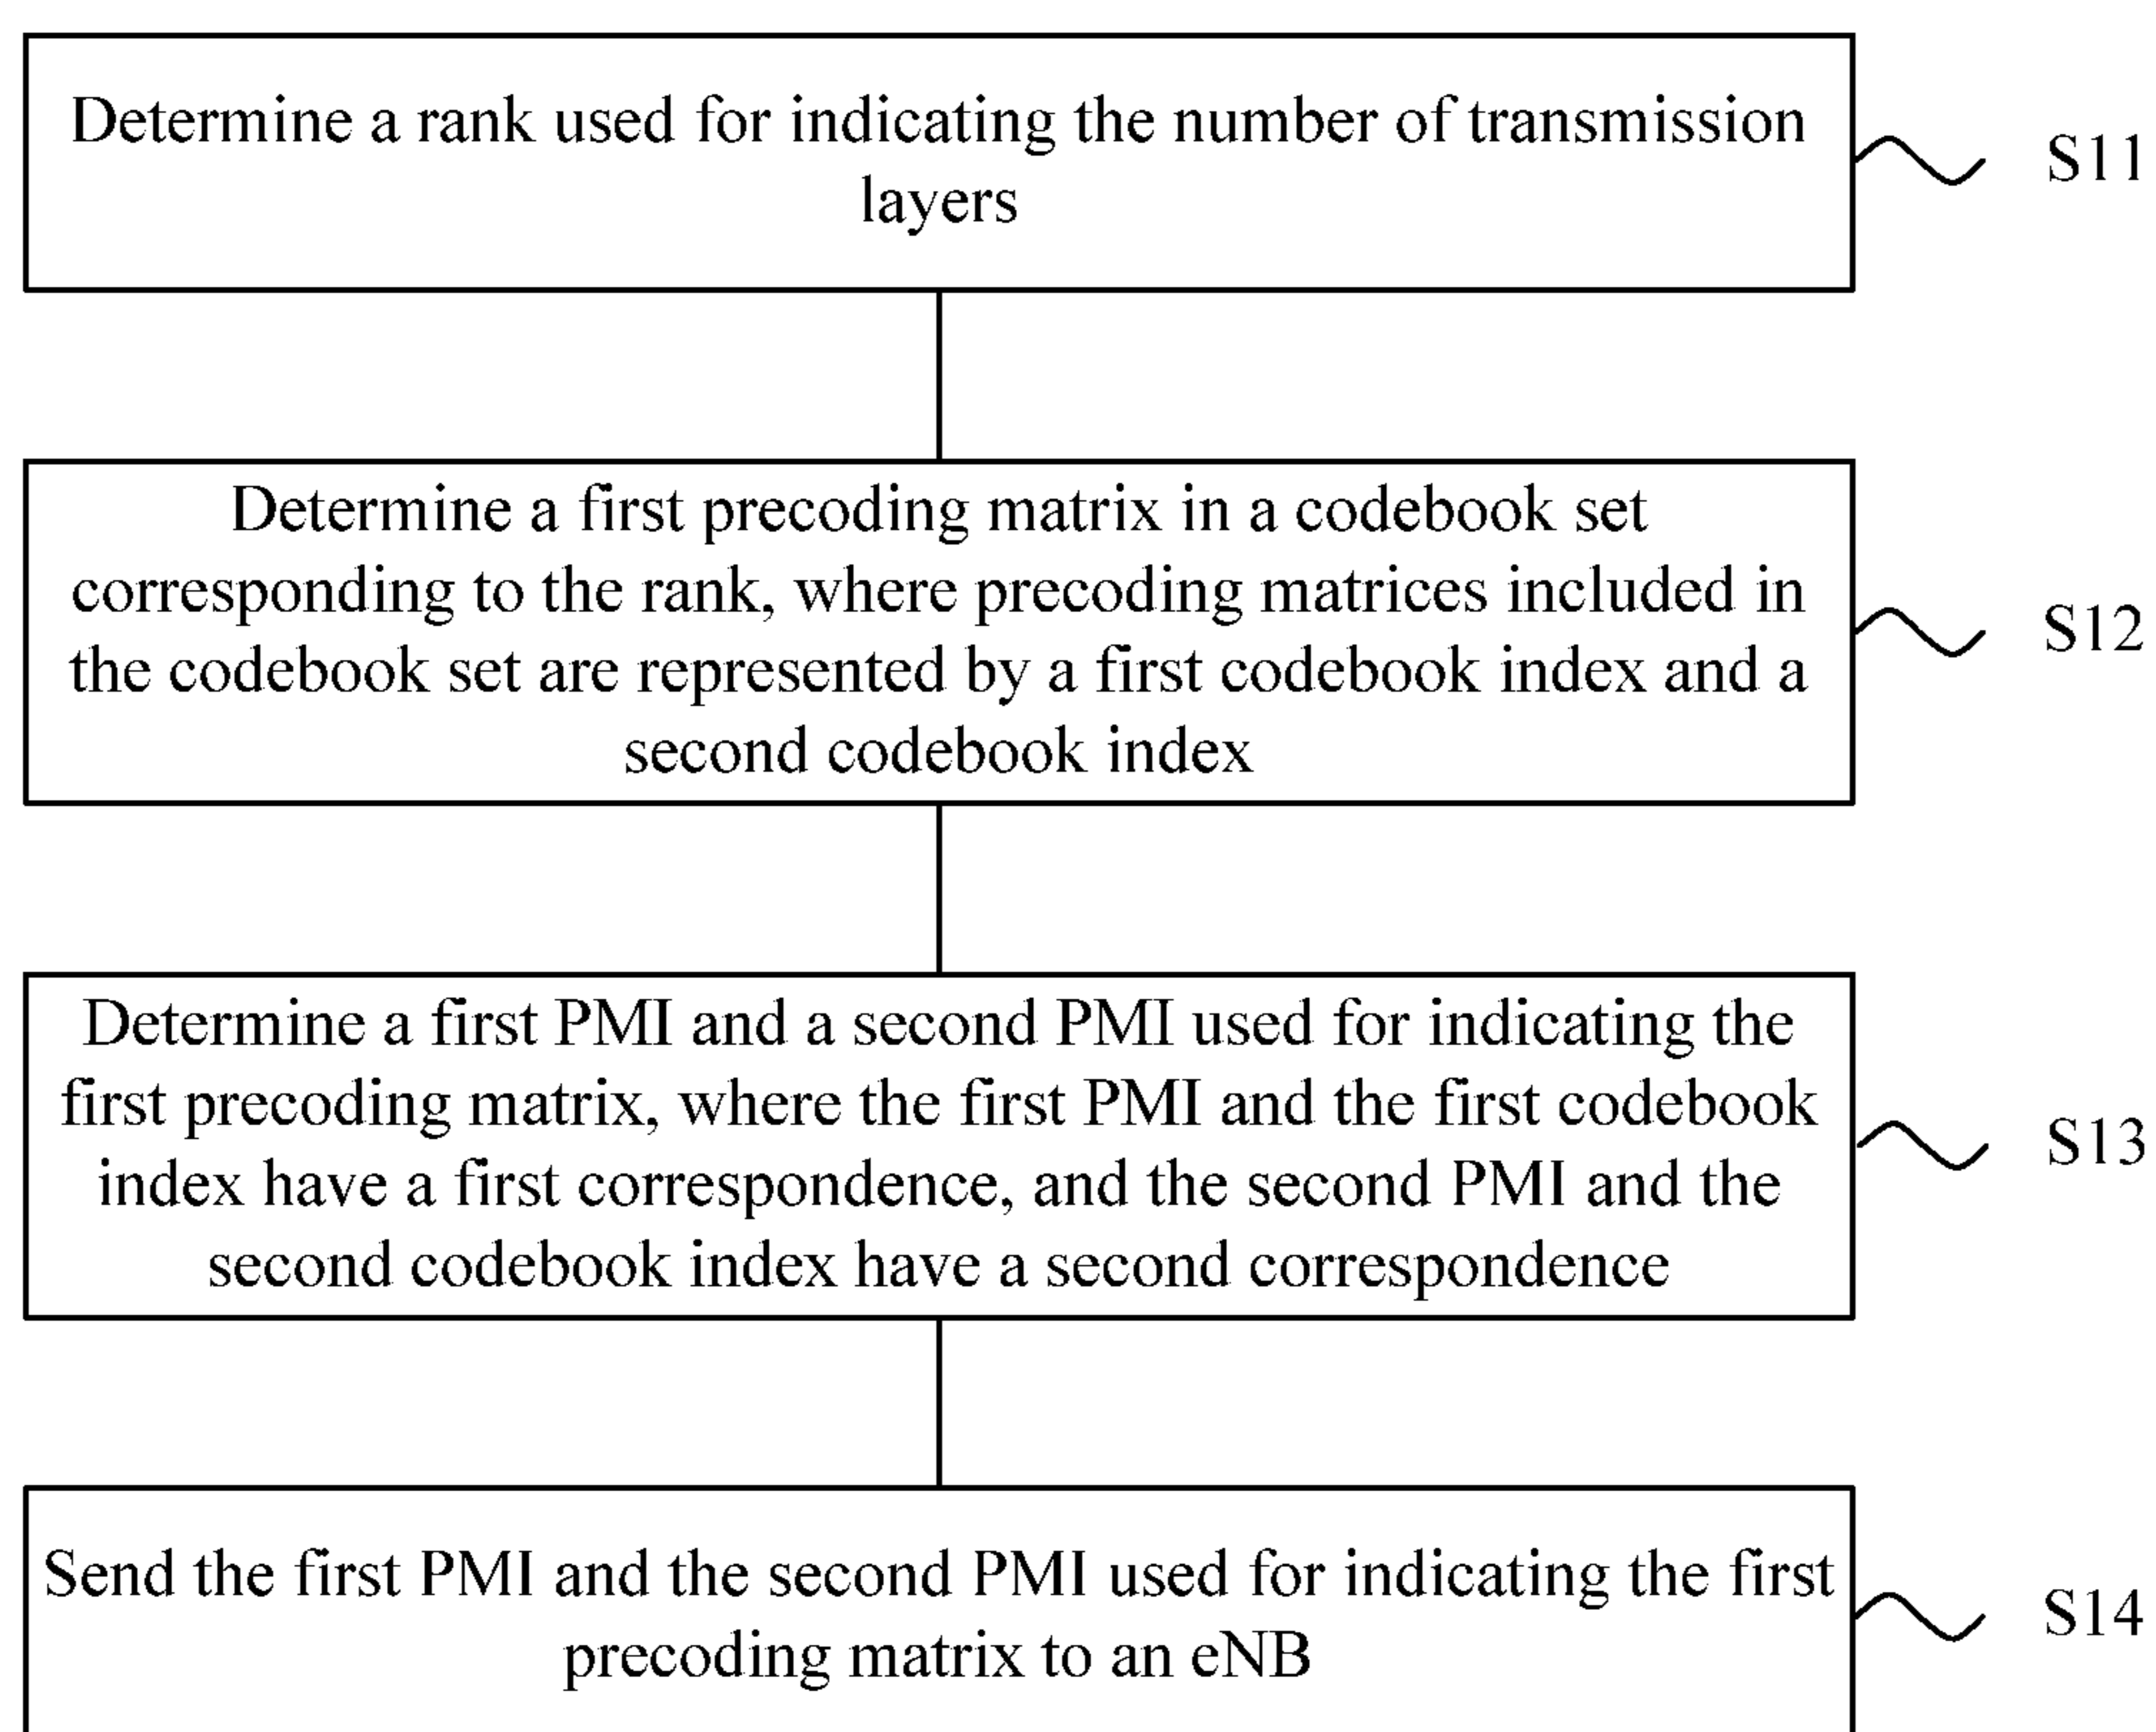 Determine a rank used for indicating the number of transmission
layers
S11
Determine a first precoding matrix in a codebook set
corresponding to the rank, where precoding matrices included in
the codebook set are represented by a first codebook index and a
second codebook index
S12
Determine a first PMI and a second PMI used for indicating the
first precoding matrix, where the first PMI and the first codebook
index have a first correspondence, and the second PMI and the
second codebook index have a second correspondence
S13
Send the first PMI and the second PMI used for indicating the first
precoding matrix to an eNB
S14